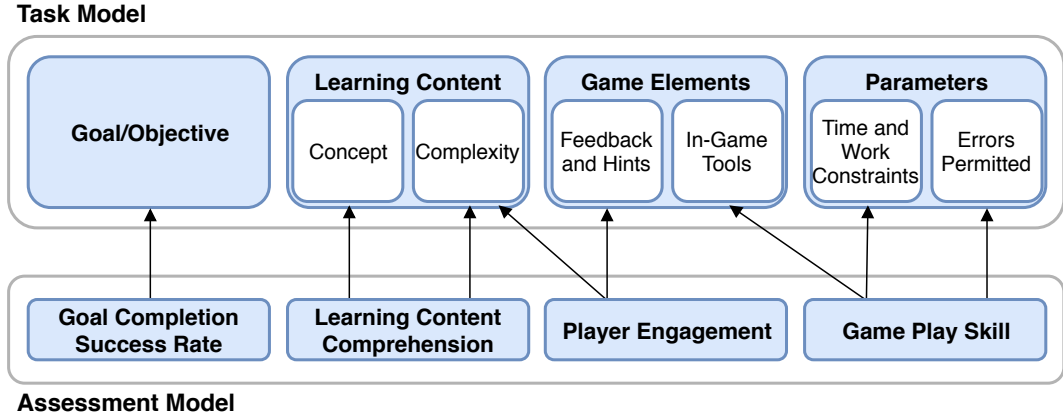 Task Model
Goal/Objective
Learning Content
Concept
Complexity
Game Elements
Feedback
and Hints
In-Game
Tools
Parameters
Time and
Work
Constraints
Errors
Permitted
Goal Completion
Success Rate
Learning Content
Comprehension
Player Engagement
Game Play Skill
Assessment Model